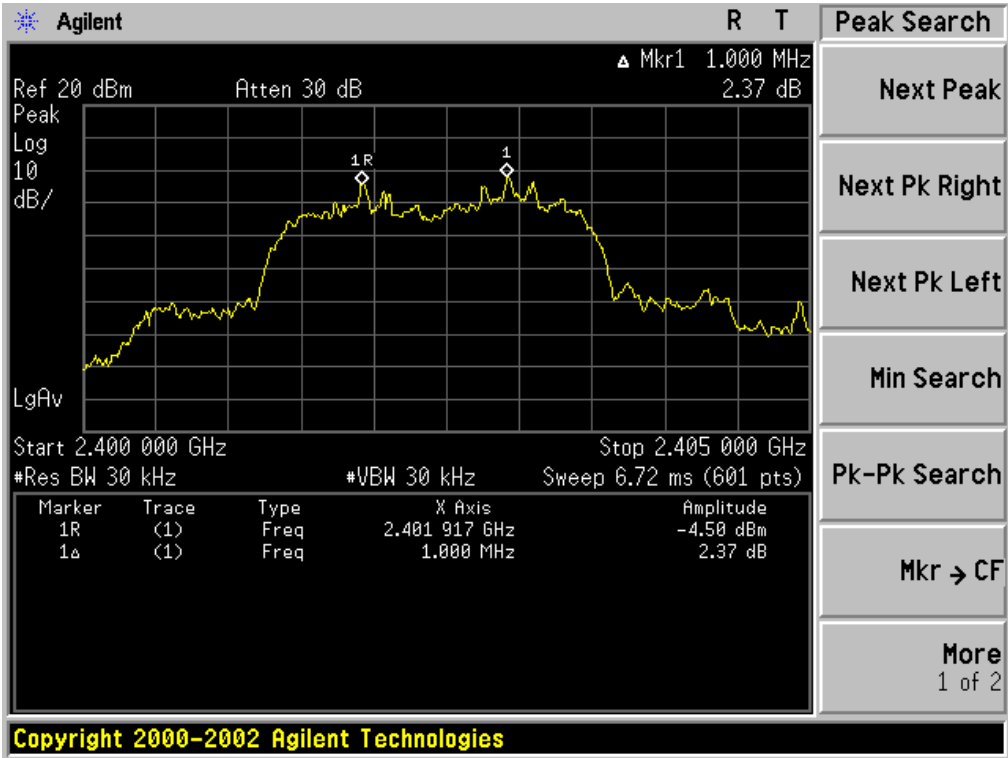 Agilent
R T
Peak Search
Δ Mkr1 1.000 MHz
Ref 20 dBm Atten 30 dB 2.37 dB
Peak
Log
10
dB/
1R
1
LgAv
Start 2.400 000 GHz Stop 2.405 000 GHz
#Res BW 30 kHz #VBW 30 kHz Sweep 6.72 ms (601 pts)
Marker Trace Type X Axis Amplitude
1R (1) Freq 2.401 917 GHz -4.50 dBm
1Δ (1) Freq 1.000 MHz 2.37 dB
Next Peak
Next Pk Right
Next Pk Left
Min Search
Pk-Pk Search
Mkr → CF
More
1 of 2
Copyright 2000-2002 Agilent Technologies